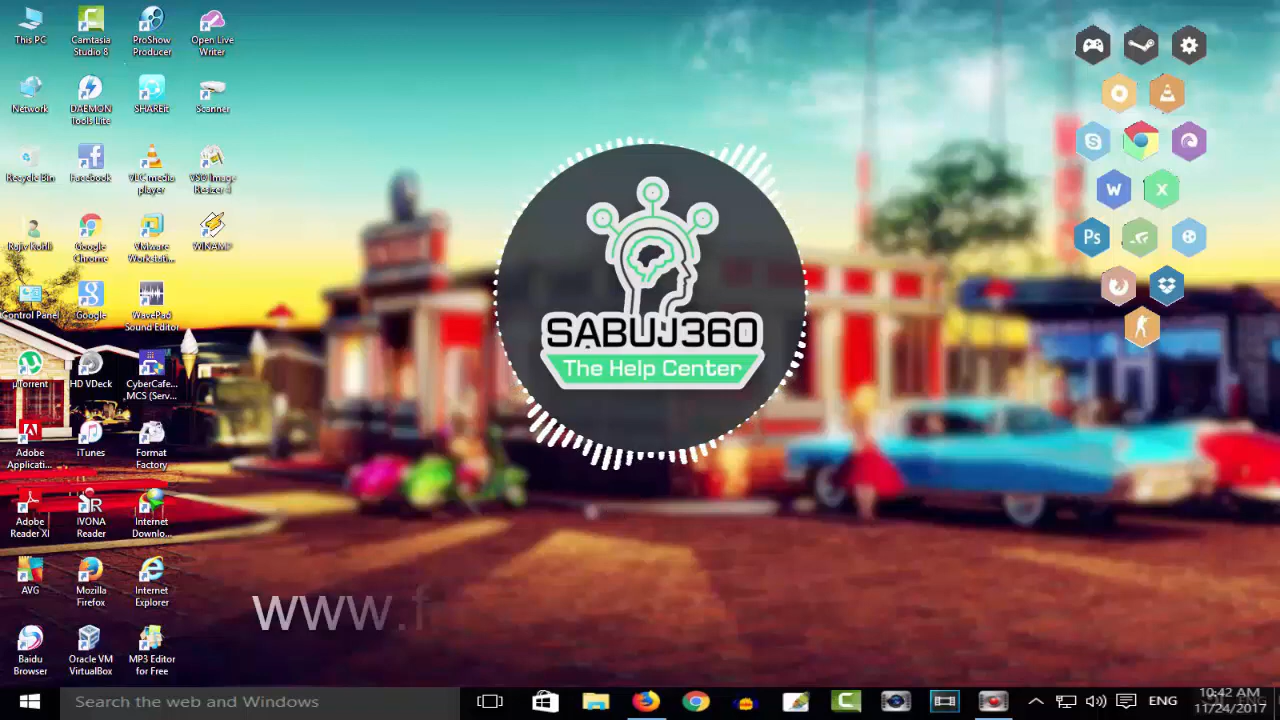 This PC
Camtasia
Studio 8
ProShow
Producer
Open Live
Writer
Network
DAEMON
Tools Lite
SHAREit
Scanner
Recycle Bin
Facebook
VLC media
player
VSO Image
Resizer 4
Rajiv Kohli
Google
Chrome
VMware
Workstati...
WINAMP
Control Panel
Google
WavePad
Sound Editor
µTorrent
HD VDeck
CyberCafe...
MCS (Serv...
Adobe
Applicati...
iTunes
Format
Factory
Adobe
Reader XI
IVONA
Reader
Internet
Downlo...
AVG
Mozilla
Firefox
Internet
Explorer
Baidu
Browser
Oracle VM
VirtualBox
MP3 Editor
for Free
SABUJ360
The Help Center
www.f
S
W
X
Ps
Search the web and Windows
ENG
10:42 AM
11/24/2017